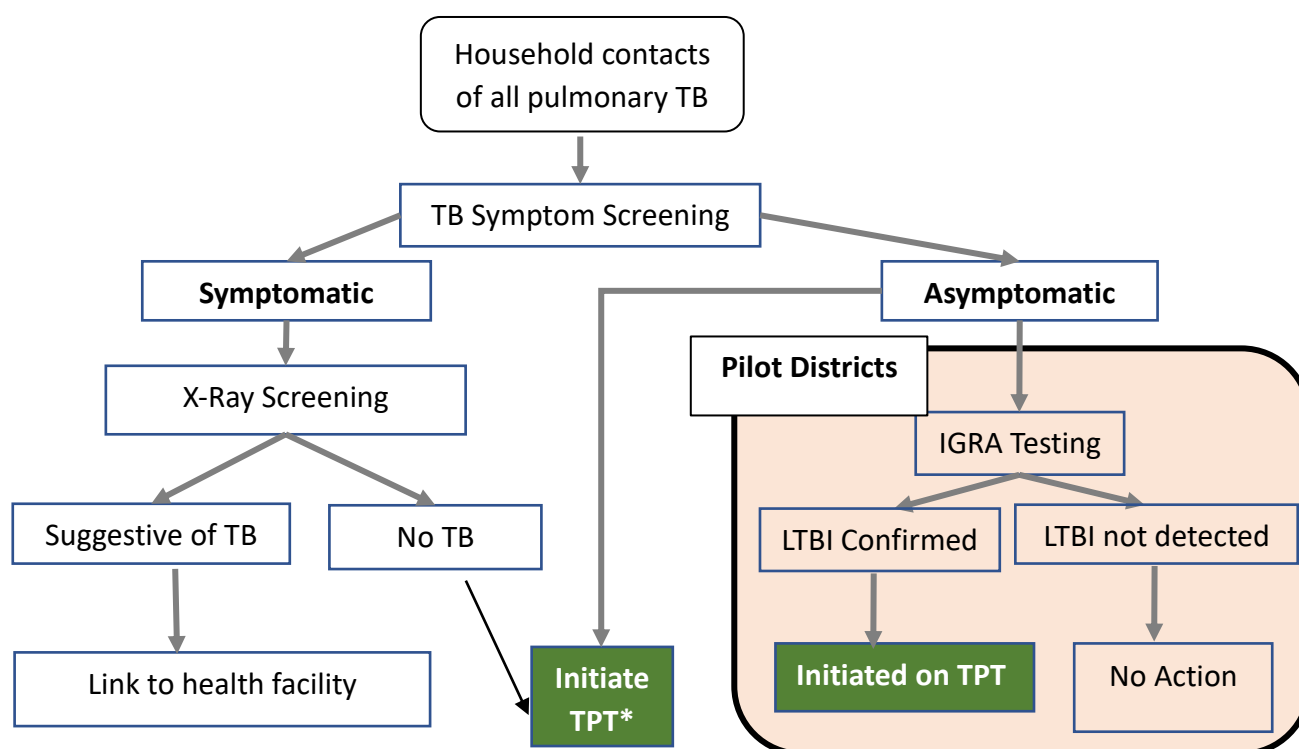 Household contacts
of all pulmonary TB
TB Symptom Screening
Symptomatic
Asymptomatic
Pilot Districts
X-Ray Screening
IGRA Testing
Suggestive of TB
No TB
LTBI Confirmed
LTBI not detected
Link to health facility
Initiate
TPT*
Initiated on TPT
No Action